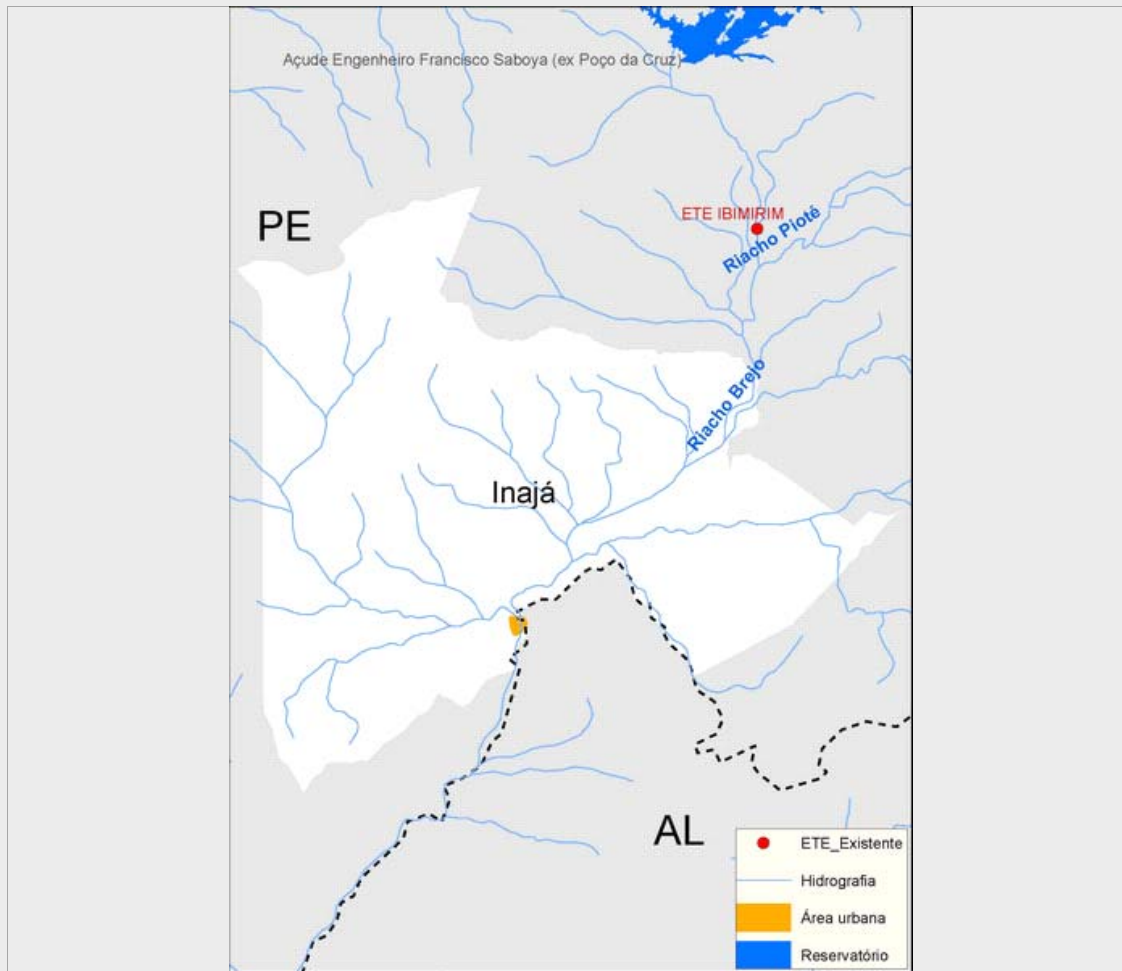 Açude Engenheiro Francisco Saboya (ex Poço da Cruz)
PE
ETE IBIMIRIM
Riacho Pioté
Riacho Brejo
Inajá
AL
ETE_Existente
Hidrografia
Área urbana
Reservatório